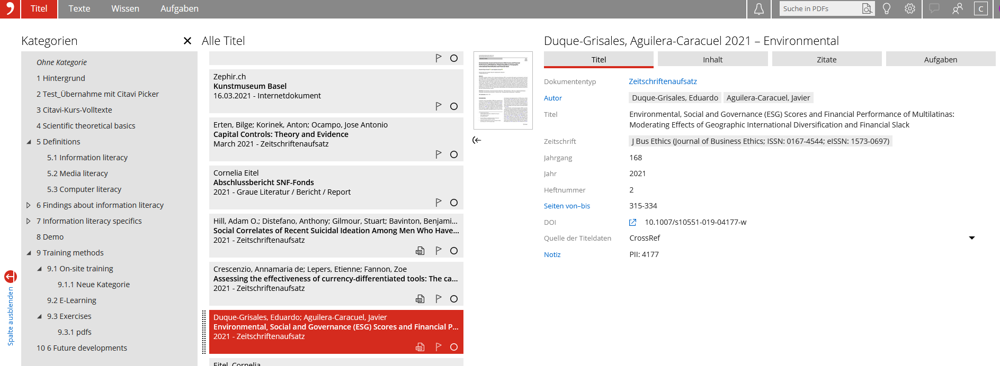 Titel
Texte
Wissen
Aufgaben
Suche in PDFs
C
Kategorien
Ohne Kategorie
1 Hintergrund
2 Test_Übernahme mit Citavi Picker
3 Citavi-Kurs-Volltexte
4 Scientific theoretical basics
5 Definitions
5.1 Information literacy
5.2 Media literacy
5.3 Computer literacy
6 Findings about information literacy
7 Information literacy specifics
8 Demo
9 Training methods
9.1 On-site training
9.1.1 Neue Kategorie
9.2 E-Learning
9.3 Exercises
9.3.1 pdfs
10 6 Future developments
Spalte ausblenden
Alle Titel
Zephir.ch
Kunstmuseum Basel
16.03.2021 - Internetdokument
Erten, Bilge; Korinek, Anton; Ocampo, Jose Antonio
Capital Controls: Theory and Evidence
March 2021 - Zeitschriftenaufsatz
Cornelia Eitel
Abschlussbericht SNF-Fonds
2021 - Graue Literatur / Bericht / Report
Hill, Adam O.; Distefano, Anthony; Gilmour, Stuart; Bavinton, Benjami...
Social Correlates of Recent Suicidal Ideation Among Men Who Have...
2021 - Zeitschriftenaufsatz
Crescenzio, Annamaria de; Lepers, Etienne; Fannon, Zoe
Assessing the effectiveness of currency-differentiated tools: The ca...
2021 - Zeitschriftenaufsatz
Duque-Grisales, Eduardo; Aguilera-Caracuel, Javier
Environmental, Social and Governance (ESG) Scores and Financial P...
2021 - Zeitschriftenaufsatz
Eitel, Cornelia
Duque-Grisales, Aguilera-Caracuel 2021 – Environmental
Titel
Inhalt
Zitate
Aufgaben
Dokumententyp Zeitschriftenaufsatz
Autor Duque-Grisales, Eduardo Aguilera-Caracuel, Javier
Titel Environmental, Social and Governance (ESG) Scores and Financial Performance of Multilatinas:
Moderating Effects of Geographic International Diversification and Financial Slack
Zeitschrift J Bus Ethics (Journal of Business Ethics; ISSN: 0167-4544; eISSN: 1573-0697)
Jahrgang 168
Jahr 2021
Heftnummer 2
Seiten von–bis 315-334
DOI 10.1007/s10551-019-04177-w
Quelle der Titeldaten CrossRef
Notiz PII: 4177